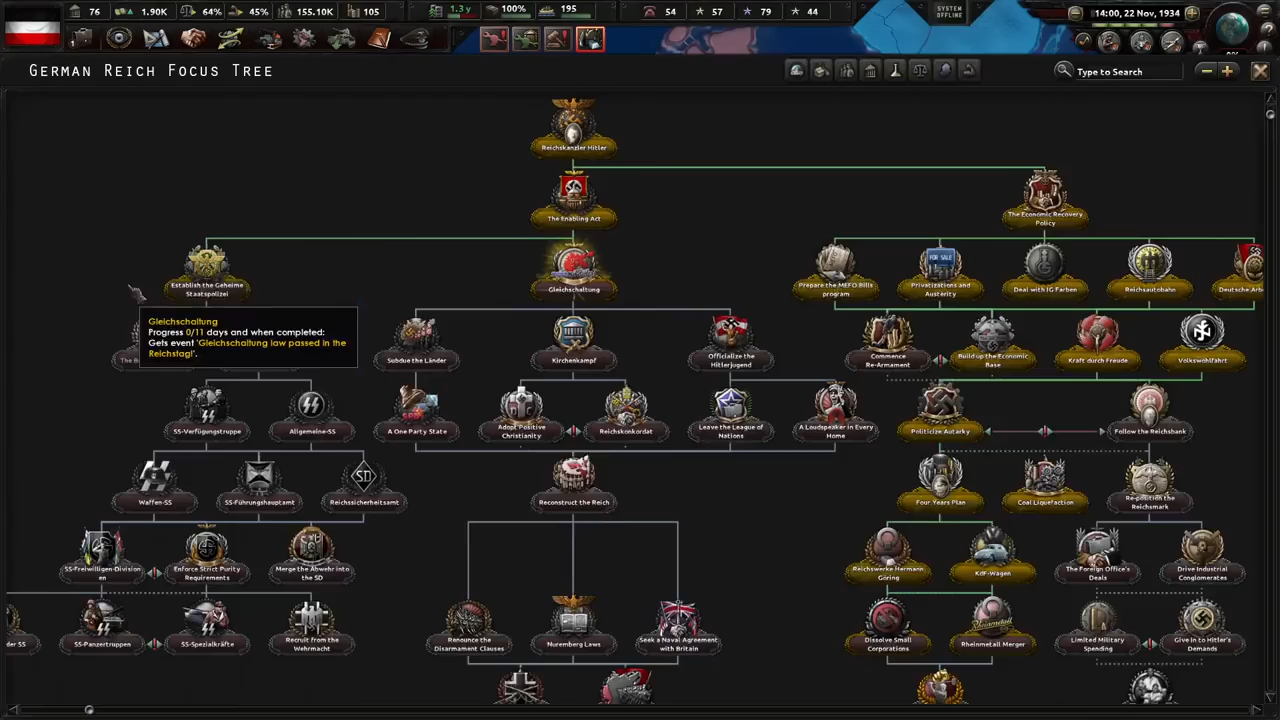 76
1.90K
64%
45%
155.10K
105
1.3 y
100%
195
54
57
79
44
SYSTEM
OFFLINE
14:00, 22 Nov, 1934
German Reich Focus Tree
Type to Search
Reichskanzler Hitler
The Enabling Act
The Economic Recovery
Policy
Establish the Geheime
Staatspolizei
Gleichschaltung
Prepare the MEFO Bills
program
Privatizations and
Austerity
Deal with IG Farben
Reichsautobahn
Deutsche Arb
Gleichschaltung
Progress 0/11 days and when completed:
Gets event 'Gleichschaltung law passed in the
Reichstag!'.
Subdue the Länder
Kirchenkampf
Officialize the
Hitlerjugend
Commence
Re-Armament
Build up the Economic
Base
Kraft durch Freude
Volkswohlfahrt
SS-Verfügungstruppe
Allgemeine-SS
A One Party State
Adopt Positive
Christianity
Reichskonkordat
Leave the League of
Nations
A Loudspeaker in Every
Home
Politicize Autarky
Follow the Reichsbank
Waffen-SS
SS-Führungshauptamt
Reichssicherheitsamt
Reconstruct the Reich
Four Years Plan
Coal Liquefaction
Re-position the
Reichsmark
SS-Freiwilligen-Division
en
Enforce Strict Purity
Requirements
Merge the Abwehr into
the SD
Reichswerke Hermann
Göring
KdF-Wagen
The Foreign Office's
Deals
Drive Industrial
Conglomerates
der SS
SS-Panzertruppen
SS-Spezialkräfte
Recruit from the
Wehrmacht
Renounce the
Disarmament Clauses
Nuremberg Laws
Seek a Naval Agreement
with Britain
Dissolve Small
Corporations
Rheinmetall Merger
Limited Military
Spending
Give in to Hitler's
Demands